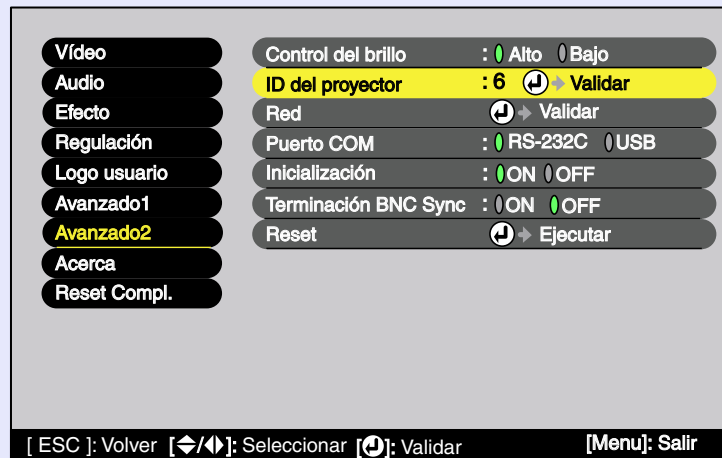 Vídeo
Audio
Efecto
Regulación
Logo usuario
Avanzado1
Avanzado2
Acerca
Reset Compl.
Control del brillo : Alto Bajo
ID del proyector : 6 Validar
Red Validar
Puerto COM : RS-232C USB
Inicialización : ON OFF
Terminación BNC Sync : ON OFF
Reset Ejecutar
[ ESC ]: Volver [/]: Seleccionar []: Validar [Menu]: Salir